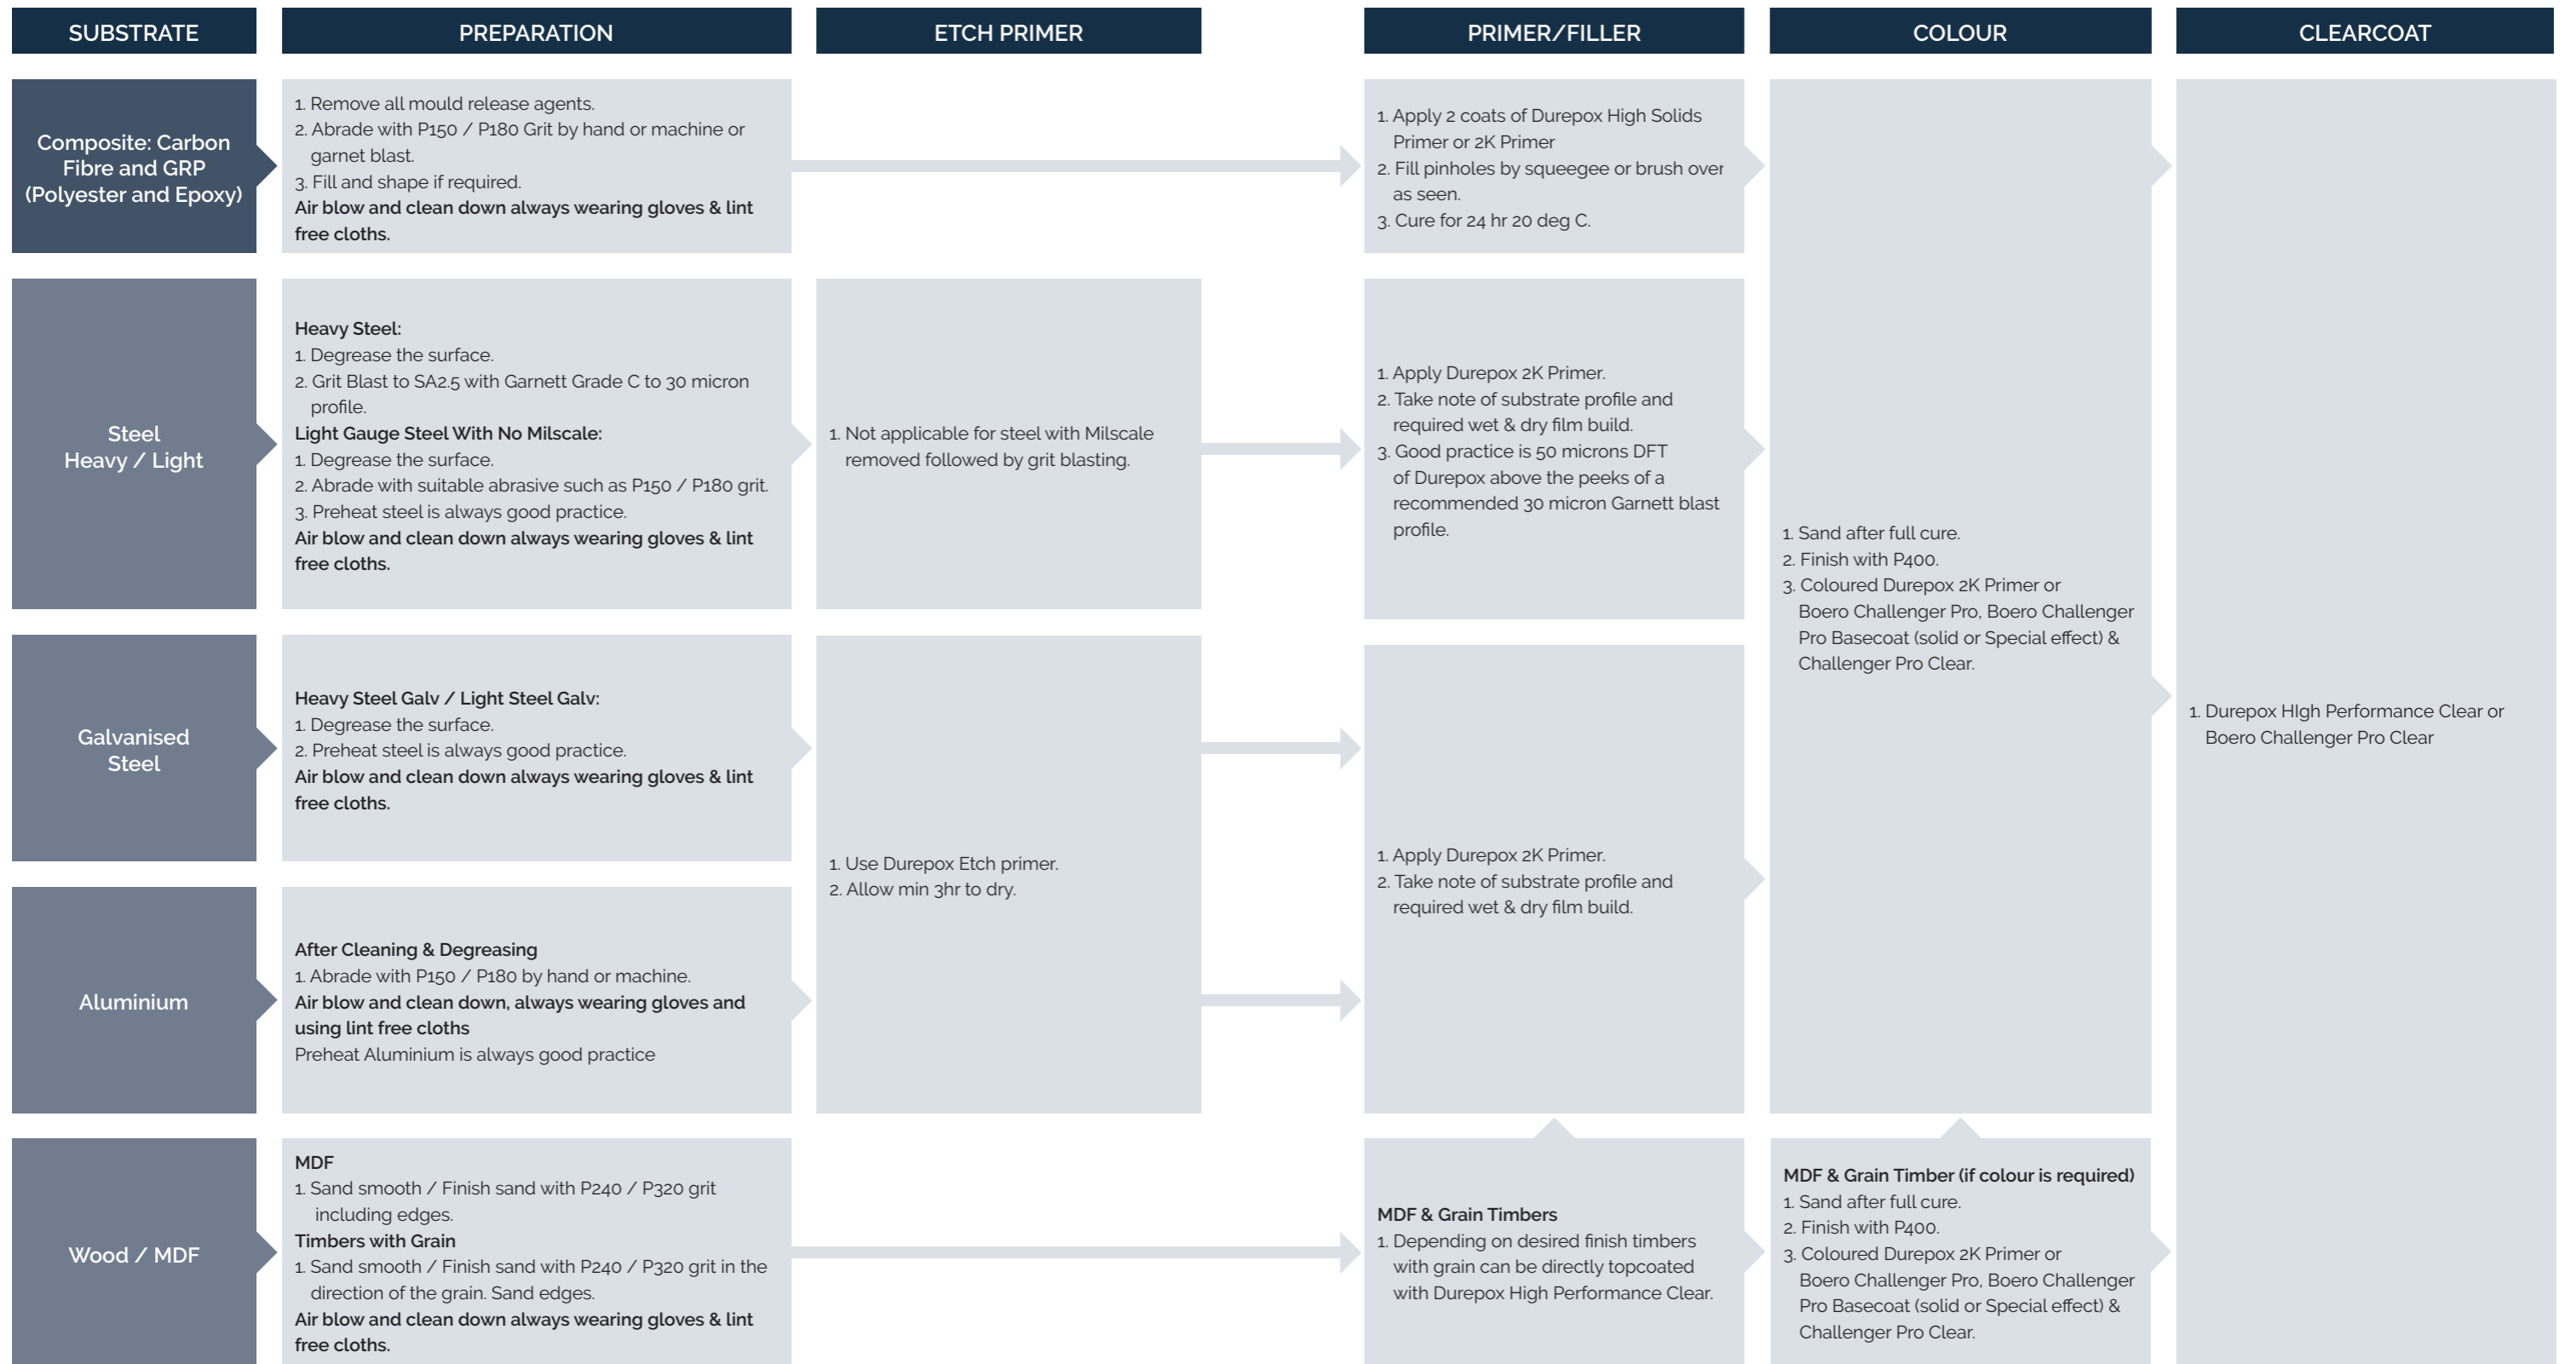 SUBSTRATE
PREPARATION
ETCH PRIMER
PRIMER/FILLER
COLOUR
CLEARCOAT
Composite: Carbon
Fibre and GRP
(Polyester and Epoxy)
1. Remove all mould release agents.
2. Abrade with P150 / P180 Grit by hand or machine or
garnet blast.
3. Fill and shape if required.
Air blow and clean down always wearing gloves & lint
free cloths.
1. Apply 2 coats of Durepox High Solids
Primer or 2K Primer
2. Fill pinholes by squeegee or brush over
as seen.
3. Cure for 24 hr 20 deg C.
Steel
Heavy / Light
Heavy Steel:
1. Degrease the surface.
2. Grit Blast to SA2.5 with Garnett Grade C to 30 micron
profile.
Light Gauge Steel With No Milscale:
1. Degrease the surface.
2. Abrade with suitable abrasive such as P150 / P180 grit.
3. Preheat steel is always good practice.
Air blow and clean down always wearing gloves & lint
free cloths.
1. Not applicable for steel with Milscale
removed followed by grit blasting.
1. Apply Durepox 2K Primer.
2. Take note of substrate profile and
required wet & dry film build.
3. Good practice is 50 microns DFT
of Durepox above the peeks of a
recommended 30 micron Garnett blast
profile.
1. Sand after full cure.
2. Finish with P400.
3. Coloured Durepox 2K Primer or
Boero Challenger Pro, Boero Challenger
Pro Basecoat (solid or Special effect) &
Challenger Pro Clear.
1. Durepox HIgh Performance Clear or
Boero Challenger Pro Clear
Galvanised
Steel
Heavy Steel Galv / Light Steel Galv:
1. Degrease the surface.
2. Preheat steel is always good practice.
Air blow and clean down always wearing gloves & lint
free cloths.
1. Use Durepox Etch primer.
2. Allow min 3hr to dry.
1. Apply Durepox 2K Primer.
2. Take note of substrate profile and
required wet & dry film build.
Aluminium
After Cleaning & Degreasing
1. Abrade with P150 / P180 by hand or machine.
Air blow and clean down, always wearing gloves and
using lint free cloths
Preheat Aluminium is always good practice
Wood / MDF
MDF
1. Sand smooth / Finish sand with P240 / P320 grit
including edges.
Timbers with Grain
1. Sand smooth / Finish sand with P240 / P320 grit in the
direction of the grain. Sand edges.
Air blow and clean down always wearing gloves & lint
free cloths.
MDF & Grain Timbers
1. Depending on desired finish timbers
with grain can be directly topcoated
with Durepox High Performance Clear.
MDF & Grain Timber (if colour is required)
1. Sand after full cure.
2. Finish with P400.
3. Coloured Durepox 2K Primer or
Boero Challenger Pro, Boero Challenger
Pro Basecoat (solid or Special effect) &
Challenger Pro Clear.